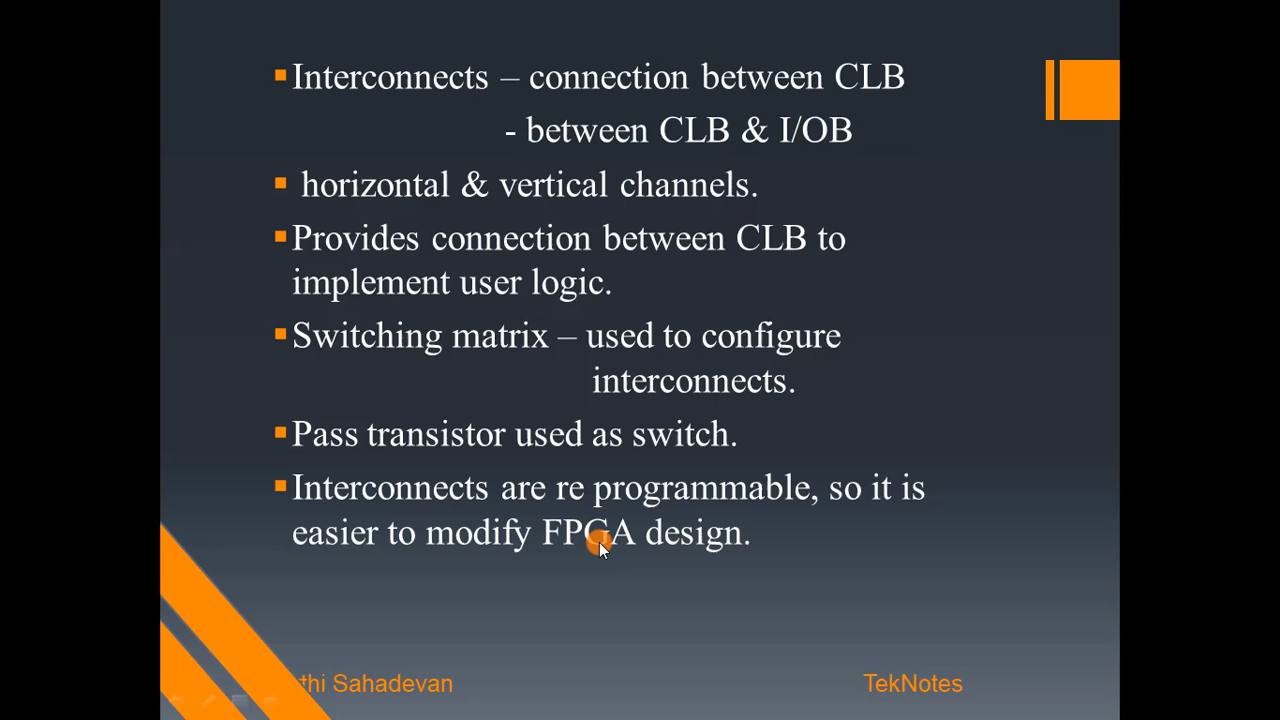 Interconnects – connection between CLB
- between CLB & I/OB
horizontal & vertical channels.
Provides connection between CLB to
implement user logic.
Switching matrix – used to configure
interconnects.
Pass transistor used as switch.
Interconnects are re programmable, so it is
easier to modify FPGA design.
Sahadevan
TekNotes